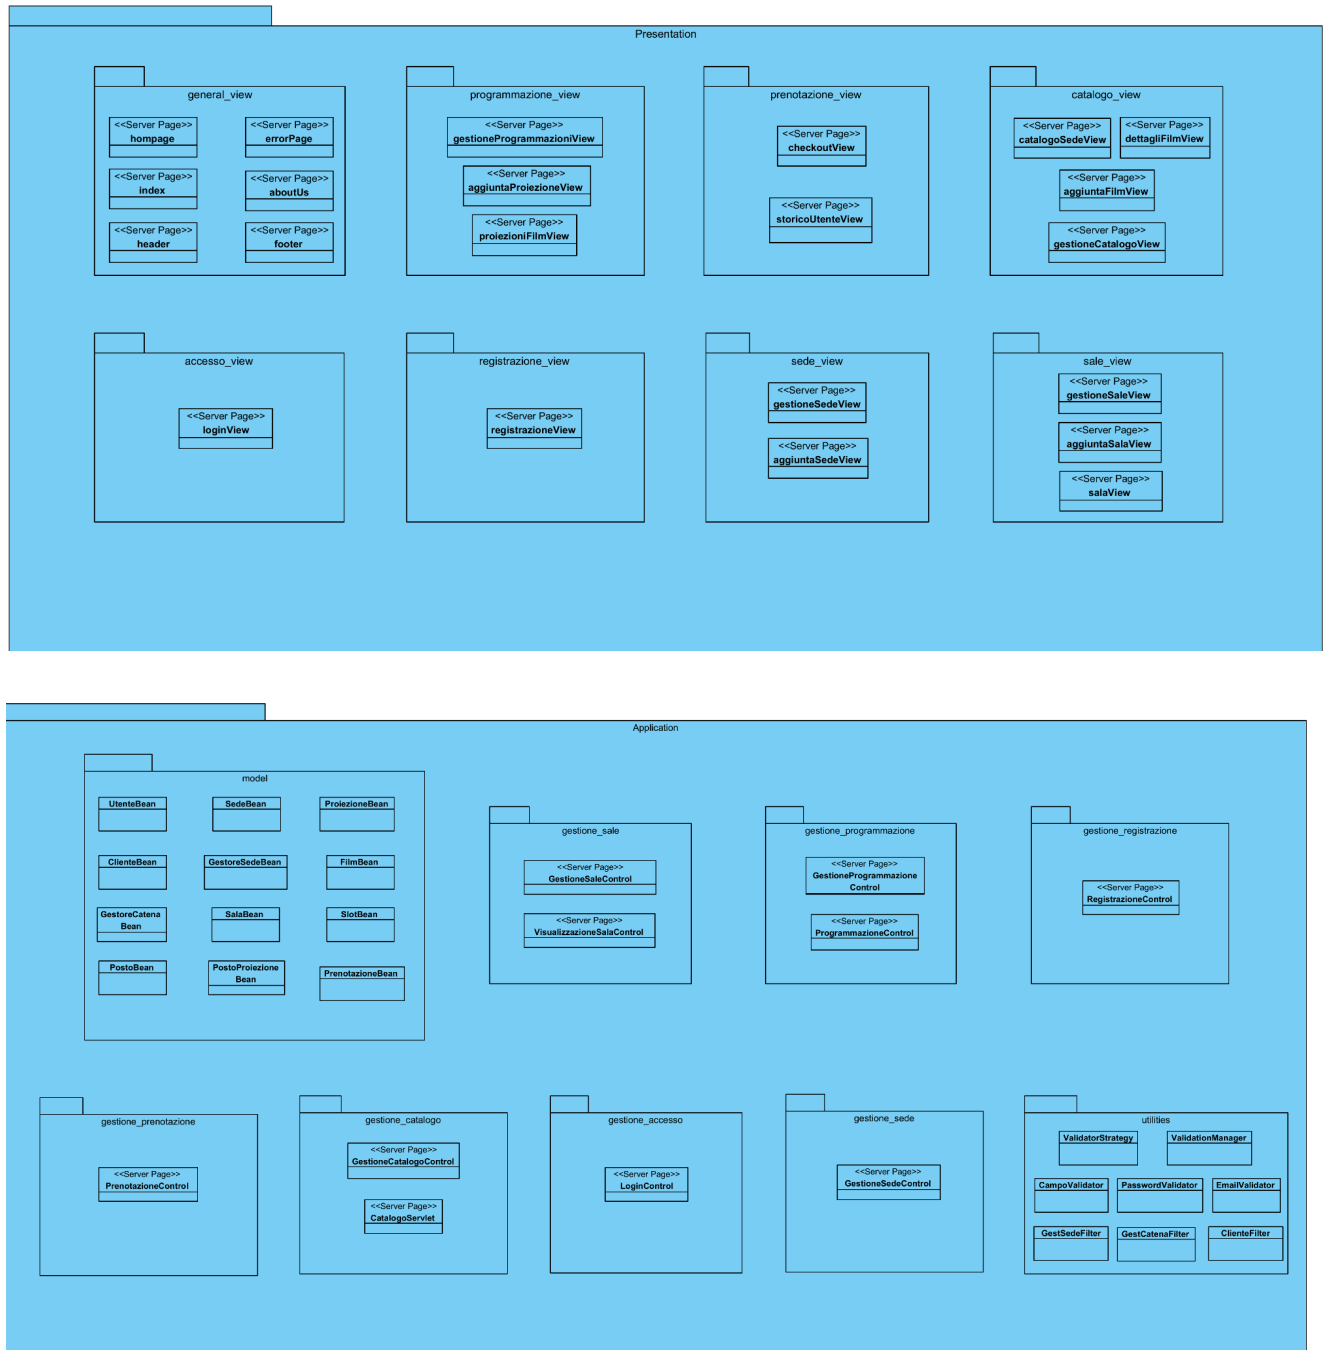 Presentation
general_view
<<Server Page>>
hompage
<<Server Page>>
errorPage
<<Server Page>>
index
<<Server Page>>
aboutUs
<<Server Page>>
header
<<Server Page>>
footer
programmazione_view
<<Server Page>>
gestioneProgrammazioniView
<<Server Page>>
aggiuntaProiezioneView
<<Server Page>>
proiezioniFilmView
prenotazione_view
<<Server Page>>
checkoutView
<<Server Page>>
storicoUtenteView
catalogo_view
<<Server Page>>
catalogoSedeView
<<Server Page>>
dettagliFilmView
<<Server Page>>
aggiuntaFilmView
<<Server Page>>
gestioneCatalogoView
accesso_view
<<Server Page>>
loginView
registrazione_view
<<Server Page>>
registrazioneView
sede_view
<<Server Page>>
gestioneSedeView
<<Server Page>>
aggiuntaSedeView
sale_view
<<Server Page>>
gestioneSaleView
<<Server Page>>
aggiuntaSalaView
<<Server Page>>
salaView
Application
model
UtenteBean
SedeBean
ProiezioneBean
ClienteBean
GestoreSedeBean
FilmBean
GestoreCatena
Bean
SalaBean
SlotBean
PostoBean
PostoProiezione
Bean
PrenotazioneBean
gestione_sale
<<Server Page>>
GestioneSaleControl
<<Server Page>>
VisualizzazioneSalaControl
gestione_programmazione
<<Server Page>>
GestioneProgrammazione
Control
<<Server Page>>
ProgrammazioneControl
gestione_registrazione
<<Server Page>>
RegistrazioneControl
gestione_prenotazione
<<Server Page>>
PrenotazioneControl
gestione_catalogo
<<Server Page>>
GestioneCatalogoControl
<<Server Page>>
CatalogoServlet
gestione_accesso
<<Server Page>>
LoginControl
gestione_sede
<<Server Page>>
GestioneSedeControl
utilities
ValidatorStrategy
ValidationManager
CampoValidator
PasswordValidator
EmailValidator
GestSedeFilter
GestCatenaFilter
ClienteFilter